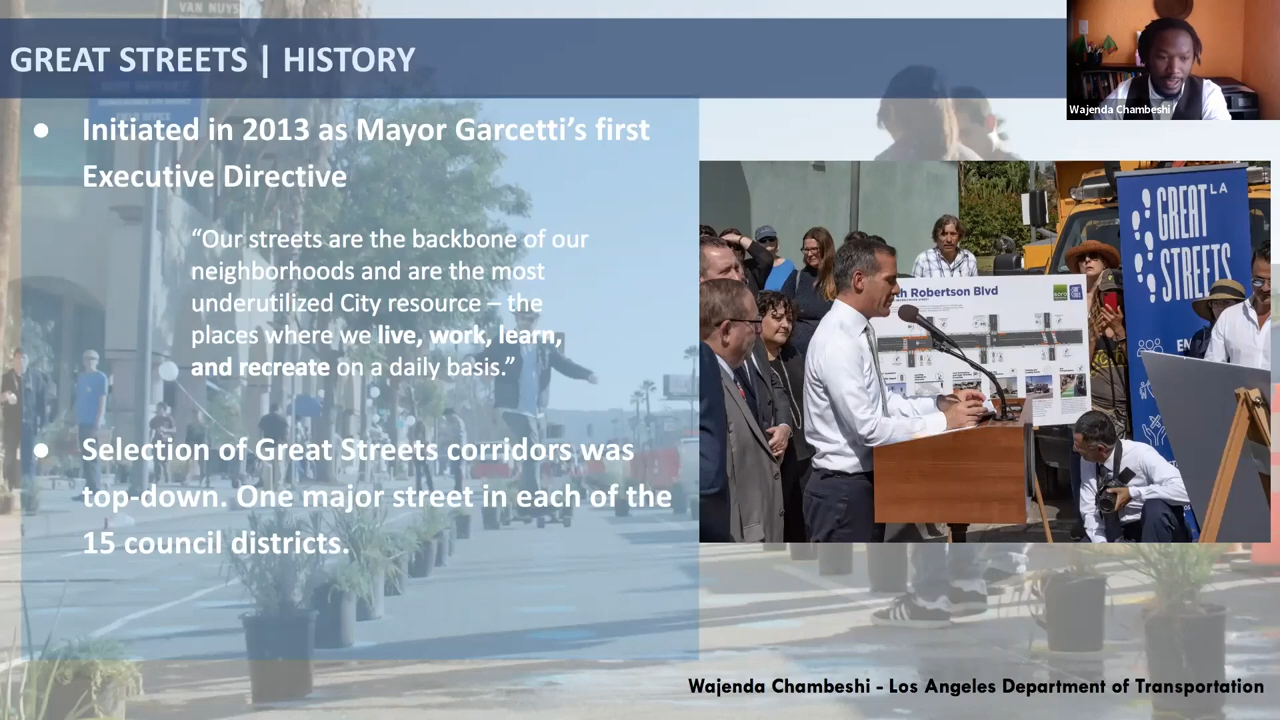 VAN NUYS
GREAT STREETS | HISTORY
Wajenda Chambeshi
● Initiated in 2013 as Mayor Garcetti’s first
Executive Directive
“Our streets are the backbone of our
neighborhoods and are the most
underutilized City resource – the
places where we live, work, learn,
and recreate on a daily basis.”
● Selection of Great Streets corridors was
top-down. One major street in each of the
15 council districts.
LA
GREAT
STREETS
Robertson Blvd
Wajenda Chambeshi - Los Angeles Department of Transportation